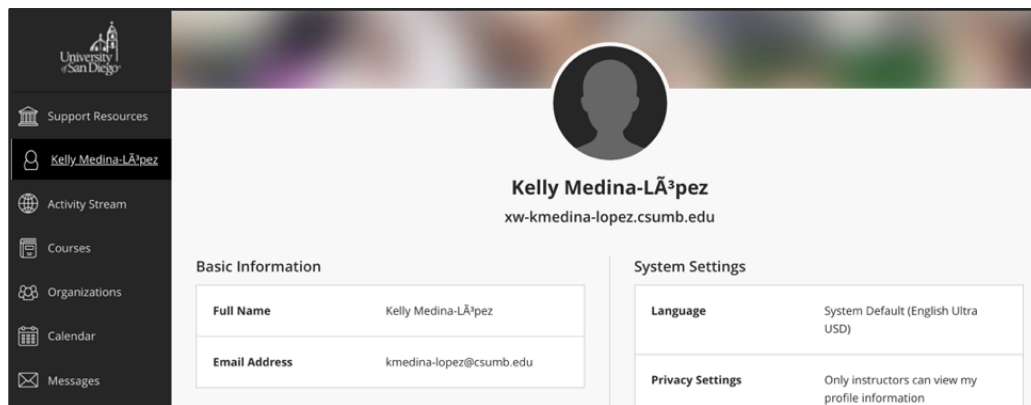 University
of San Diego
Support Resources
Kelly Medina-LÃ³pez
Activity Stream
Courses
Organizations
Calendar
Messages
Kelly Medina-LÃ³pez
xw-kmedina-lopez.csumb.edu
Basic Information
Full Name Kelly Medina-LÃ³pez
Email Address kmedina-lopez@csumb.edu
System Settings
Language System Default (English Ultra
USD)
Privacy Settings Only instructors can view my
profile information